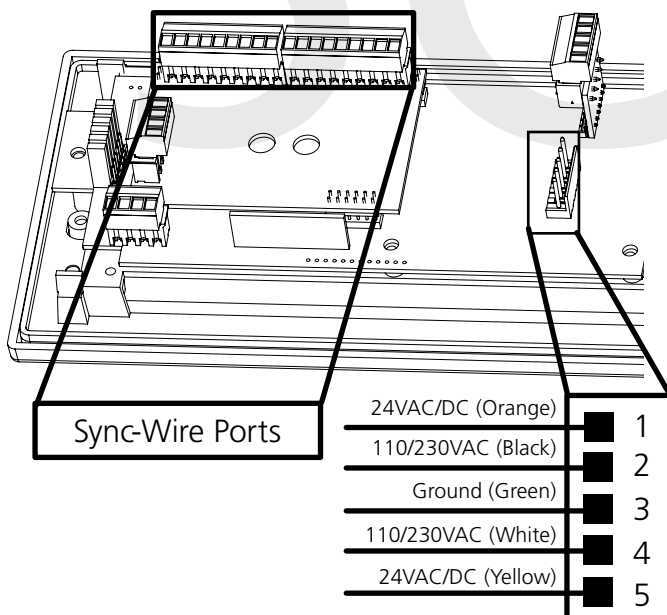 Sync-Wire Ports
24VAC/DC (Orange) 1
110/230VAC (Black) 2
Ground (Green) 3
110/230VAC (White) 4
24VAC/DC (Yellow) 5